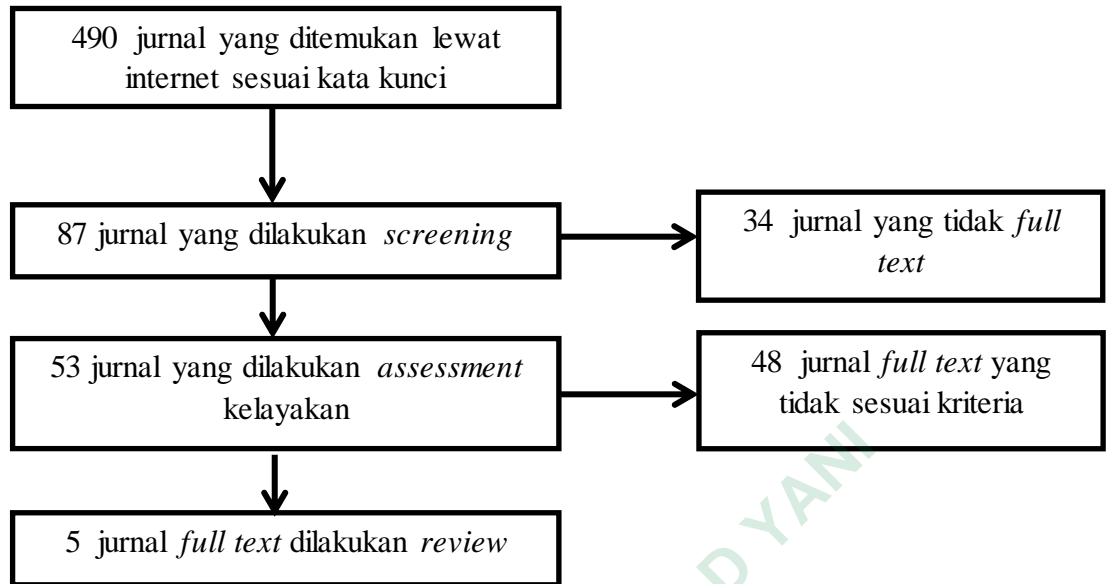 490 jurnal yang ditemukan lewat
internet sesuai kata kunci
87 jurnal yang dilakukan screening
34 jurnal yang tidak full
text
53 jurnal yang dilakukan assessment
kelayakan
48 jurnal full text yang
tidak sesuai kriteria
5 jurnal full text dilakukan review
D YANI